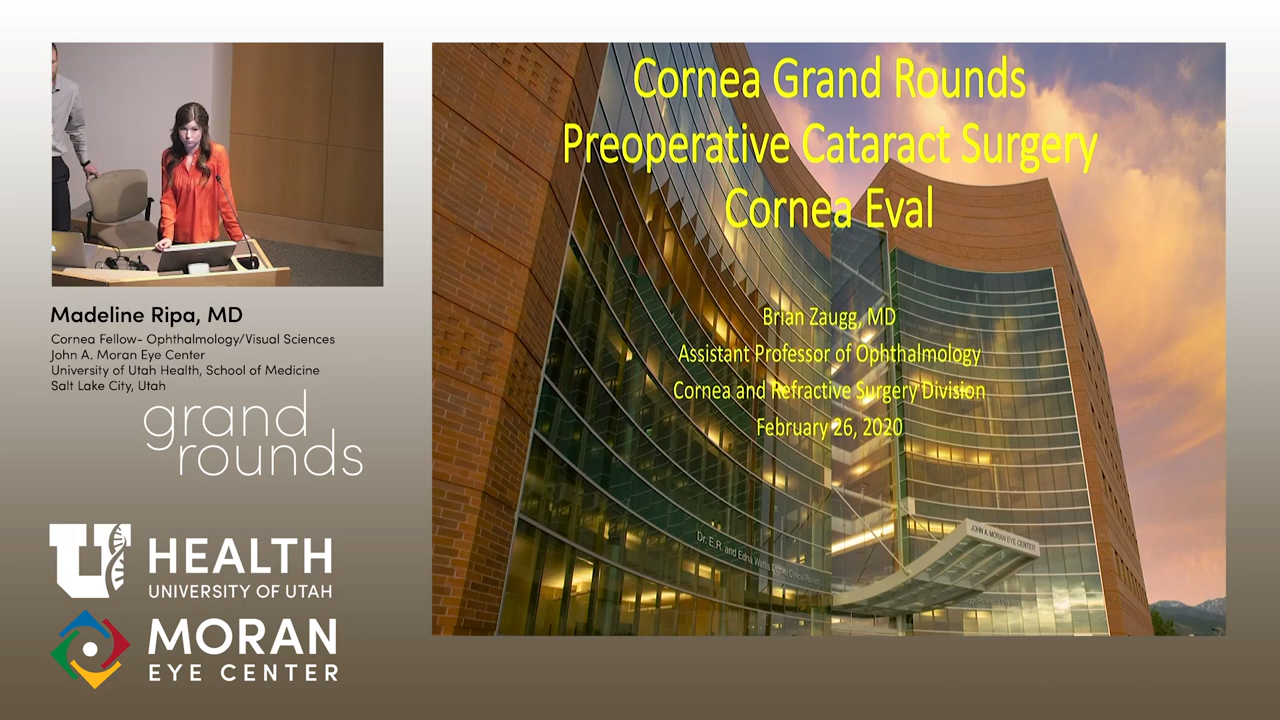 Cornea Grand Rounds
Preoperative Cataract Surgery
Cornea Eval
Brian Zaugg, MD
Assistant Professor of Ophthalmology
Cornea and Refractive Surgery Division
February 26, 2020
Dr. E.R. and Edna
JOHN A. MORAN EYE CENTER
Madeline Ripa, MD
Cornea Fellow- Ophthalmology/Visual Sciences
John A. Moran Eye Center
University of Utah Health, School of Medicine
Salt Lake City, Utah
grand
rounds
U HEALTH
UNIVERSITY OF UTAH
MORAN
EYE CENTER